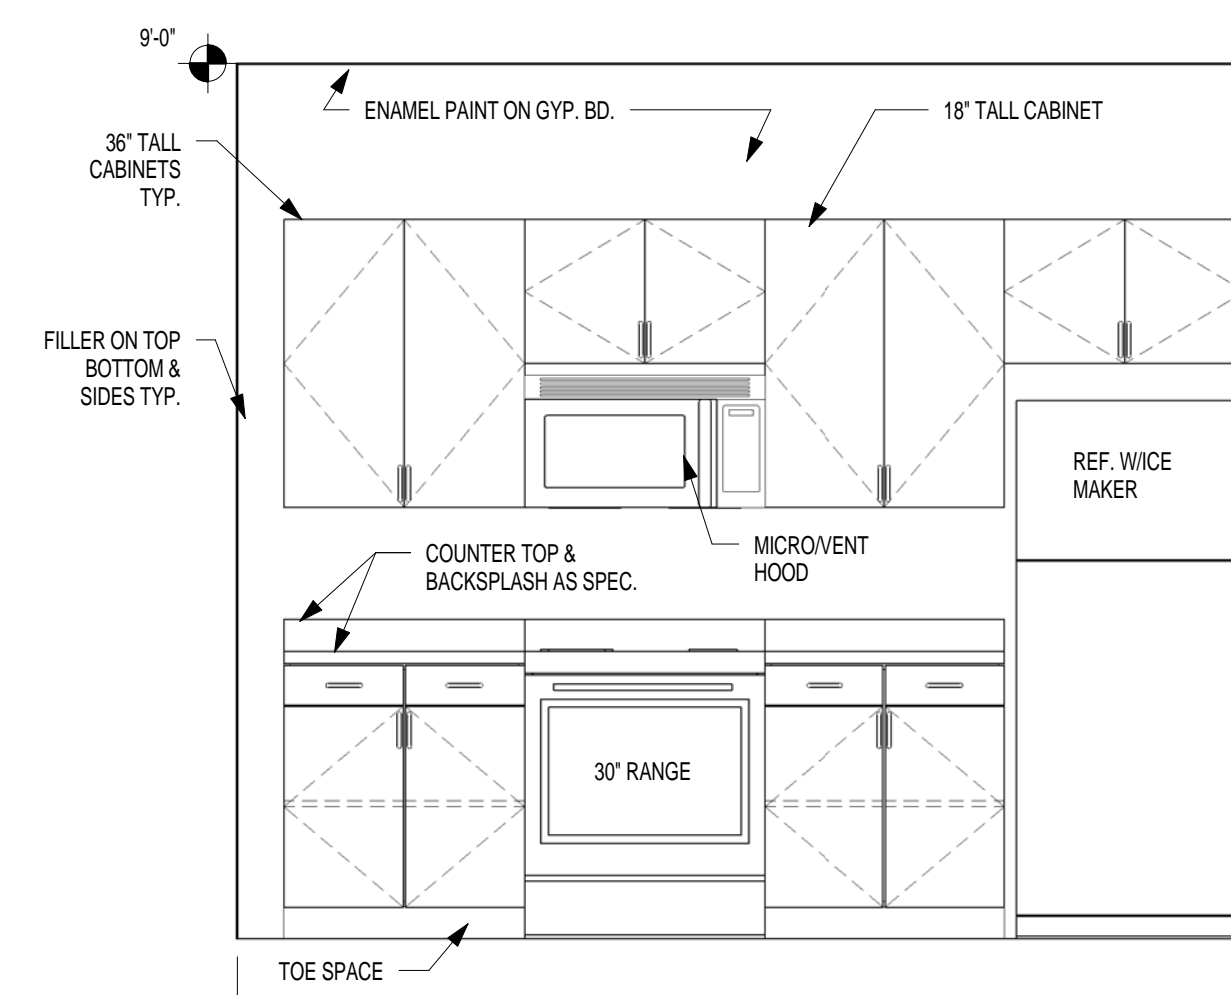 9'-0"
ENAMEL PAINT ON GYP. BD.
18" TALL CABINET
36" TALL
CABINETS
TYP.
FILLER ON TOP
BOTTOM &
SIDES TYP.
REF. W/ICE
MAKER
COUNTER TOP &
BACKSPLASH AS SPEC.
MICRO/VENT
HOOD
30" RANGE
TOE SPACE